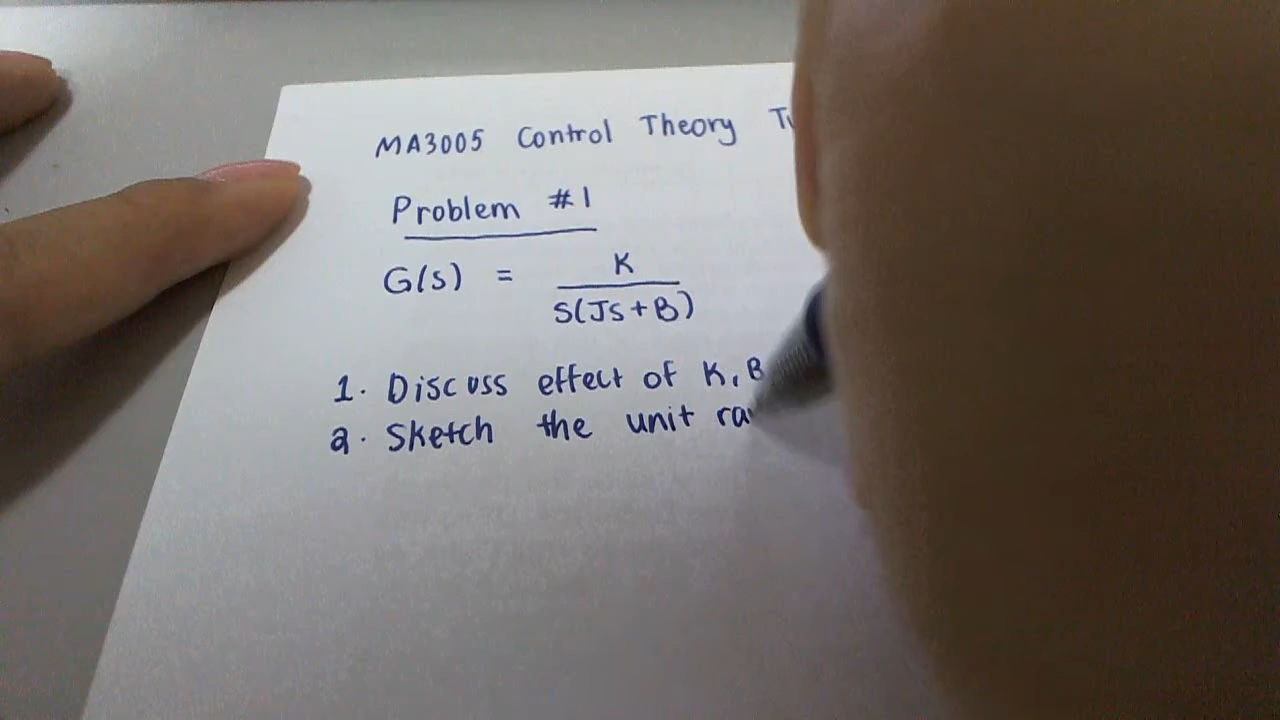 MA3005 Control Theory
Problem #1
G(s) = K
s(Js+B)
1. Discuss effect of K, B
2. Sketch the unit